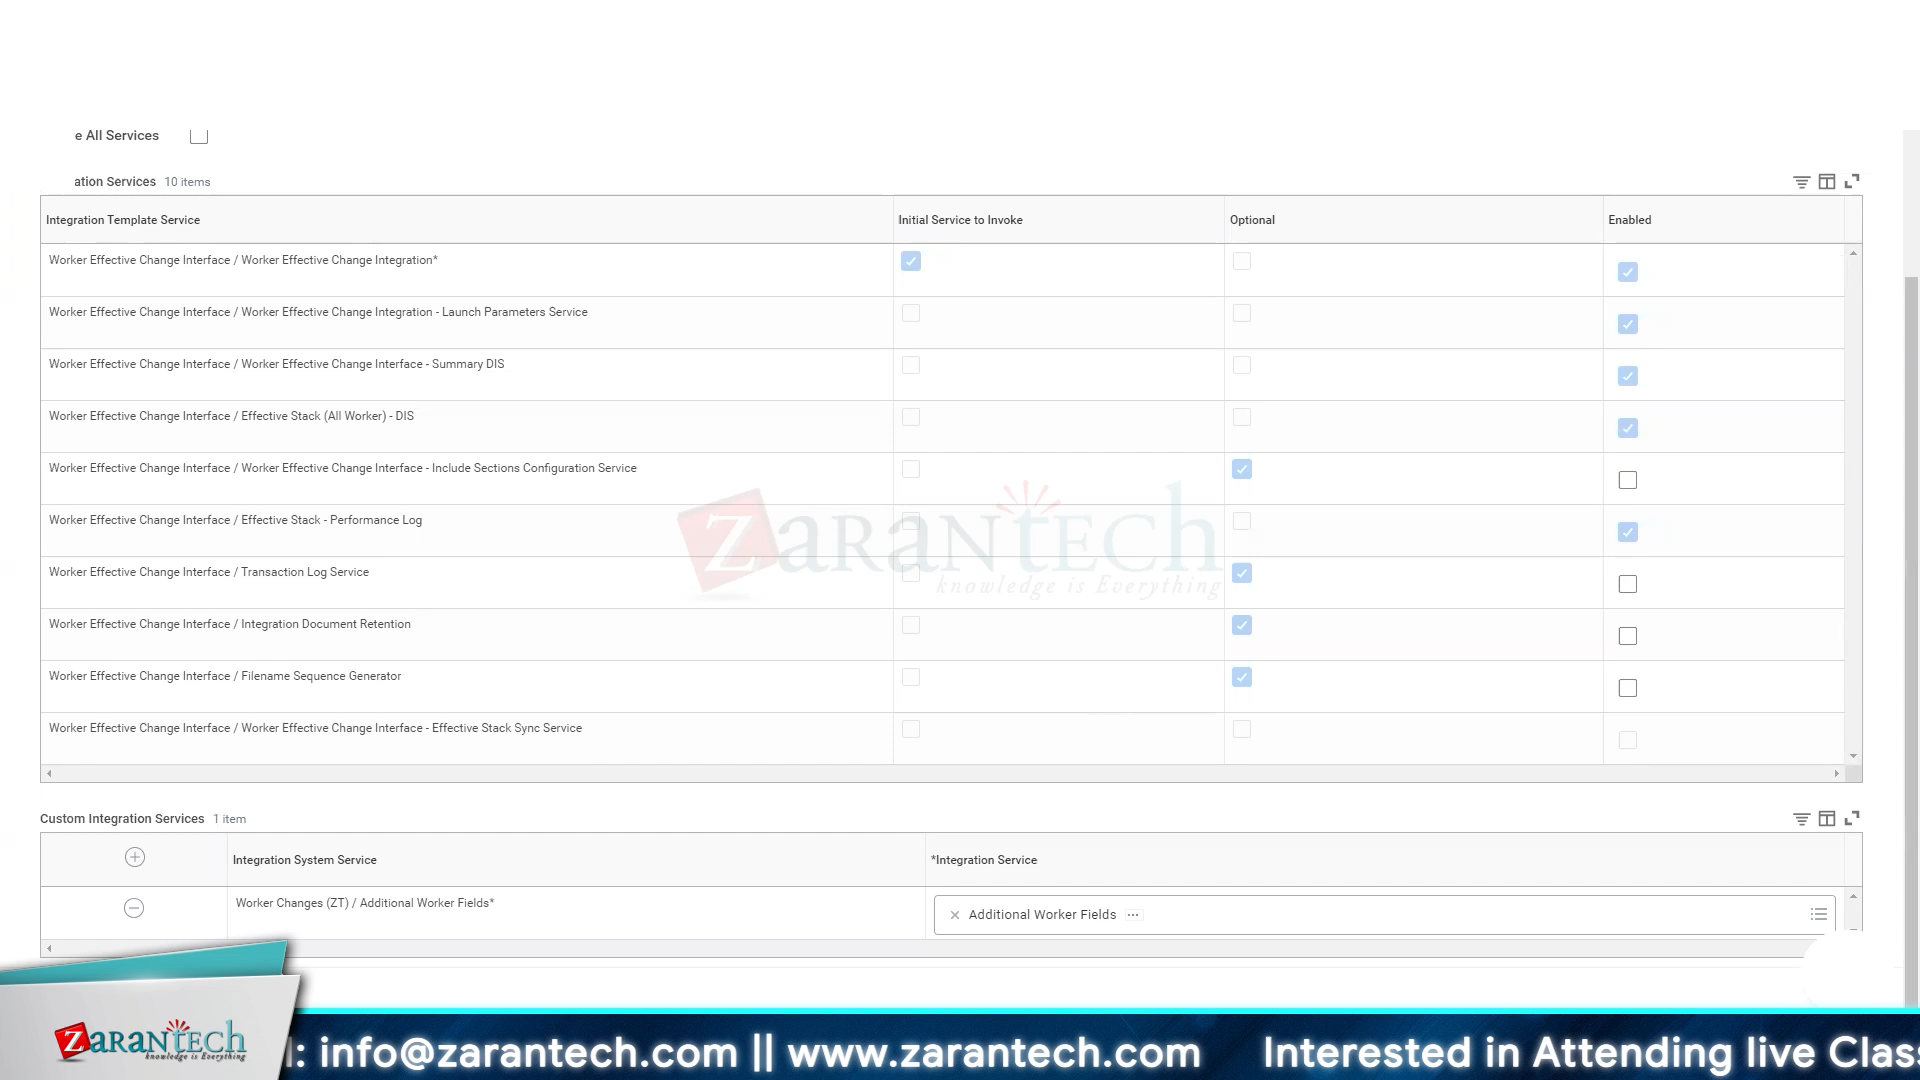 e All Services
ation Services 10 items
Integration Template Service Initial Service to Invoke Optional Enabled
Worker Effective Change Interface / Worker Effective Change Integration*
Worker Effective Change Interface / Worker Effective Change Integration - Launch Parameters Service
Worker Effective Change Interface / Worker Effective Change Interface - Summary DIS
Worker Effective Change Interface / Effective Stack (All Worker) - DIS
Worker Effective Change Interface / Worker Effective Change Interface - Include Sections Configuration Service
Worker Effective Change Interface / Effective Stack - Performance Log
Worker Effective Change Interface / Transaction Log Service
Worker Effective Change Interface / Integration Document Retention
Worker Effective Change Interface / Filename Sequence Generator
Worker Effective Change Interface / Worker Effective Change Interface - Effective Stack Sync Service
ZaranTech
knowledge is Everything
Custom Integration Services 1 item
Integration System Service *Integration Service
Worker Changes (ZT) / Additional Worker Fields* Additional Worker Fields
ZaranTech
knowledge is Everything
l: info@zarantech.com || www.zarantech.com Interested in Attending live Clas